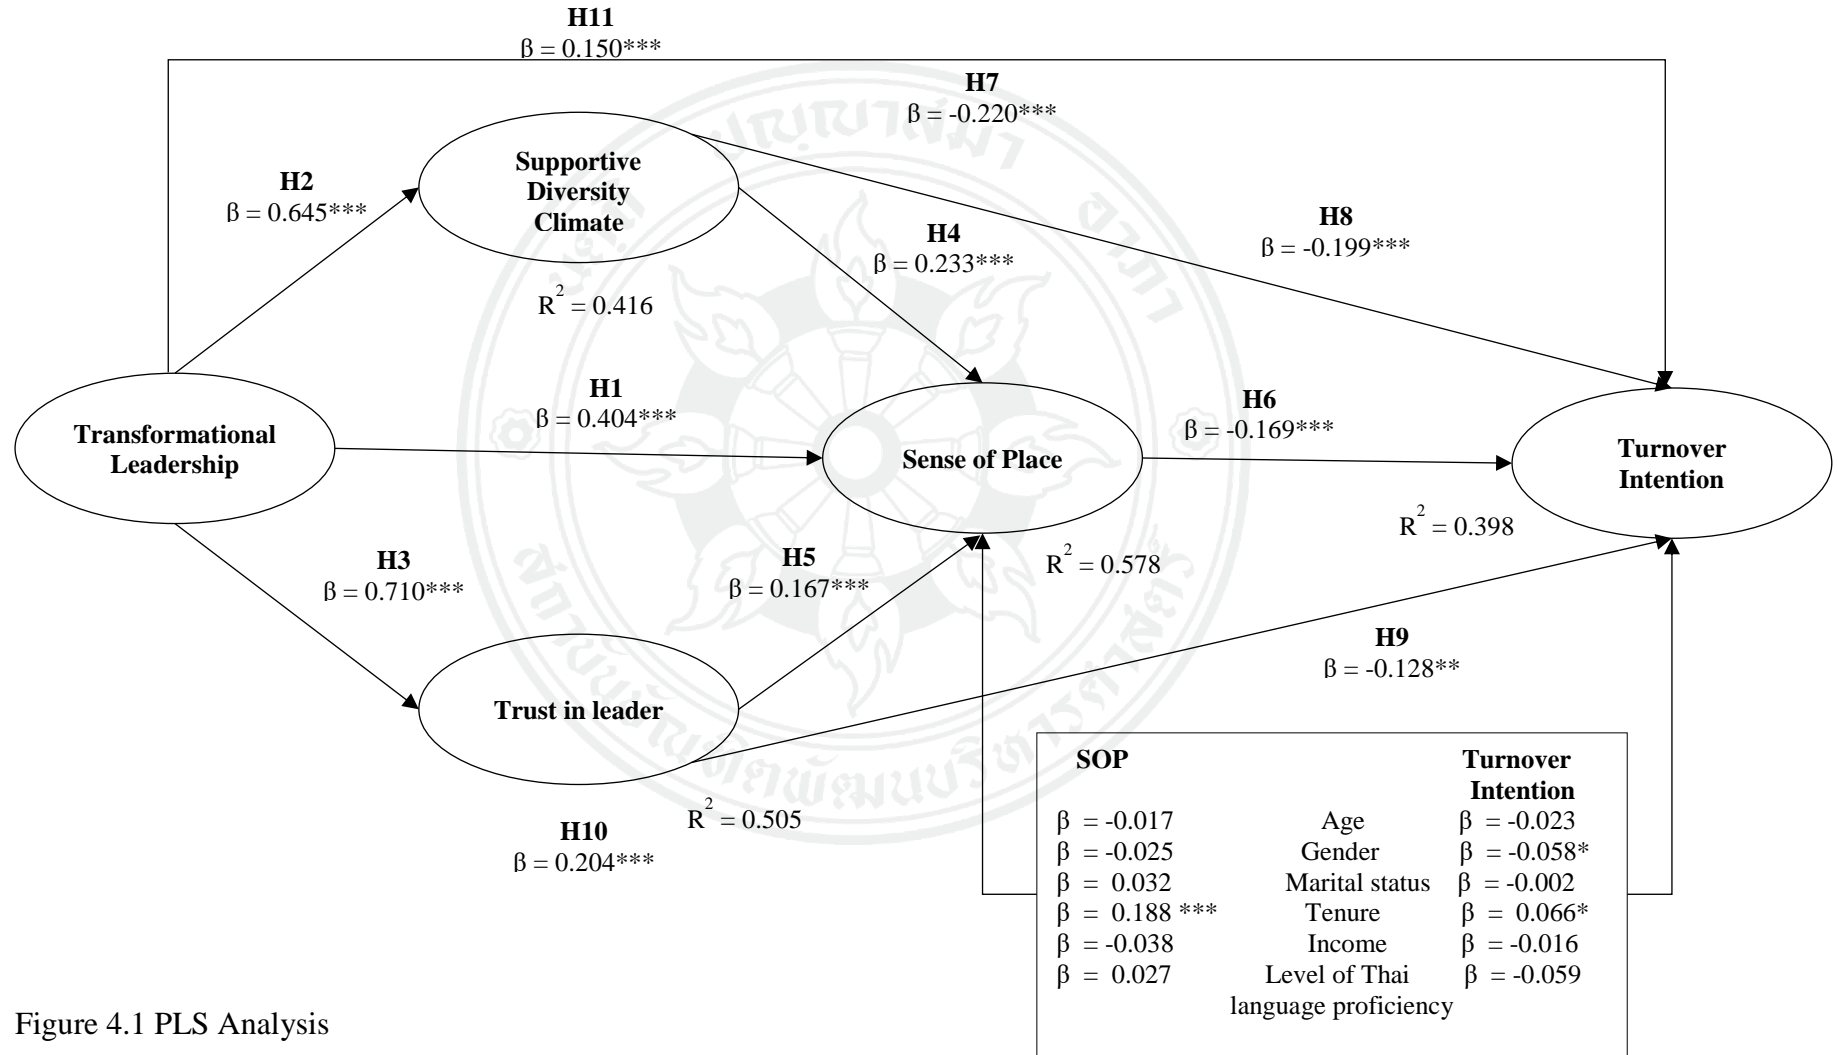 H11
β = 0.150***
H7
β = -0.220***
Supportive
Diversity
Climate
H2
β = 0.645***
H8
β = -0.199***
H4
β = 0.233***
R² = 0.416
H1
β = 0.404***
H6
β = -0.169***
Transformational
Leadership
Sense of Place
Turnover
Intention
R² = 0.398
H3
β = 0.710***
H5
β = 0.167***
R² = 0.578
H9
β = -0.128**
Trust in leader
R² = 0.505
H10
β = 0.204***
SOP Turnover
Intention
β = -0.017 Age β = -0.023
β = -0.025 Gender β = -0.058*
β = 0.032 Marital status β = -0.002
β = 0.188 *** Tenure β = 0.066*
β = -0.038 Income β = -0.016
β = 0.027 Level of Thai β = -0.059
language proficiency
Figure 4.1 PLS Analysis